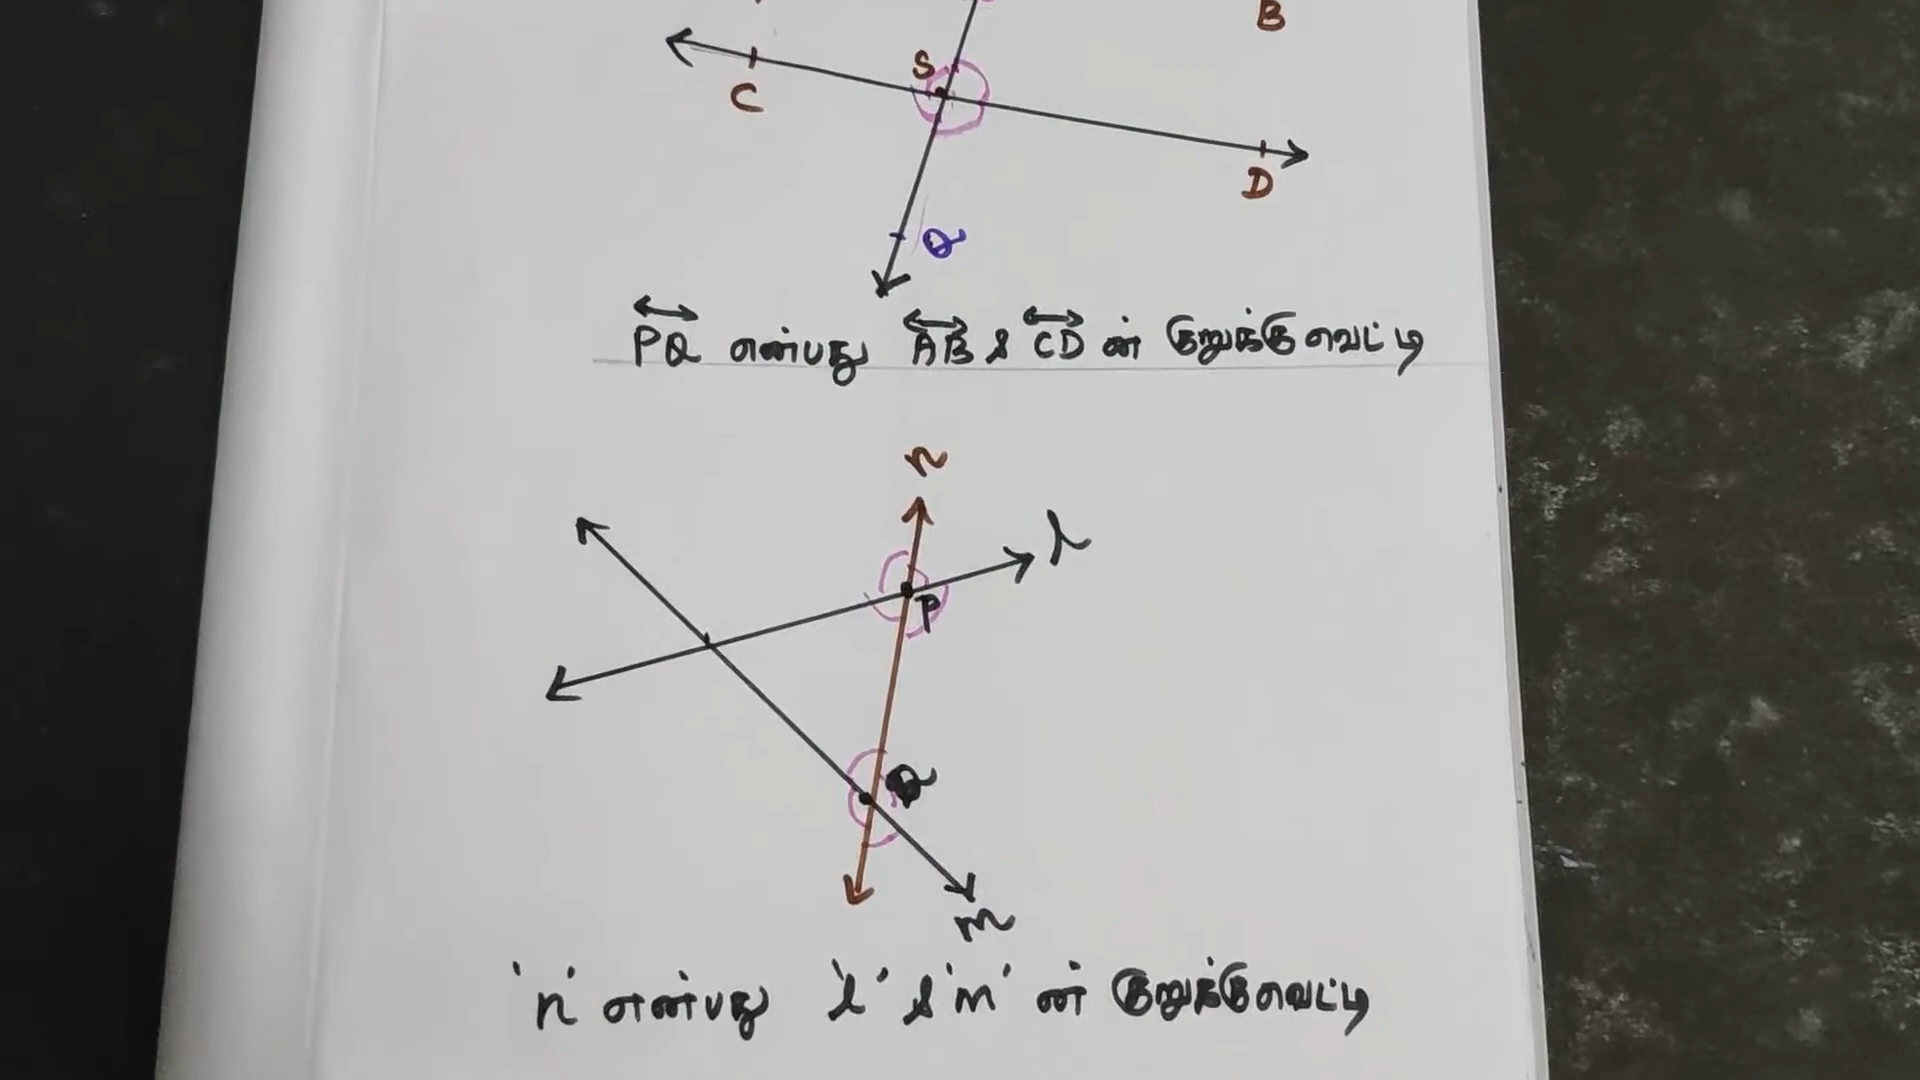 B
S
C
D
Q
PQ என்பது AB & CD ன் குறுக்குவெட்டி
n
l
P
Q
m
'n' என்பது 'l' & 'm' ன் குறுக்குவெட்டி